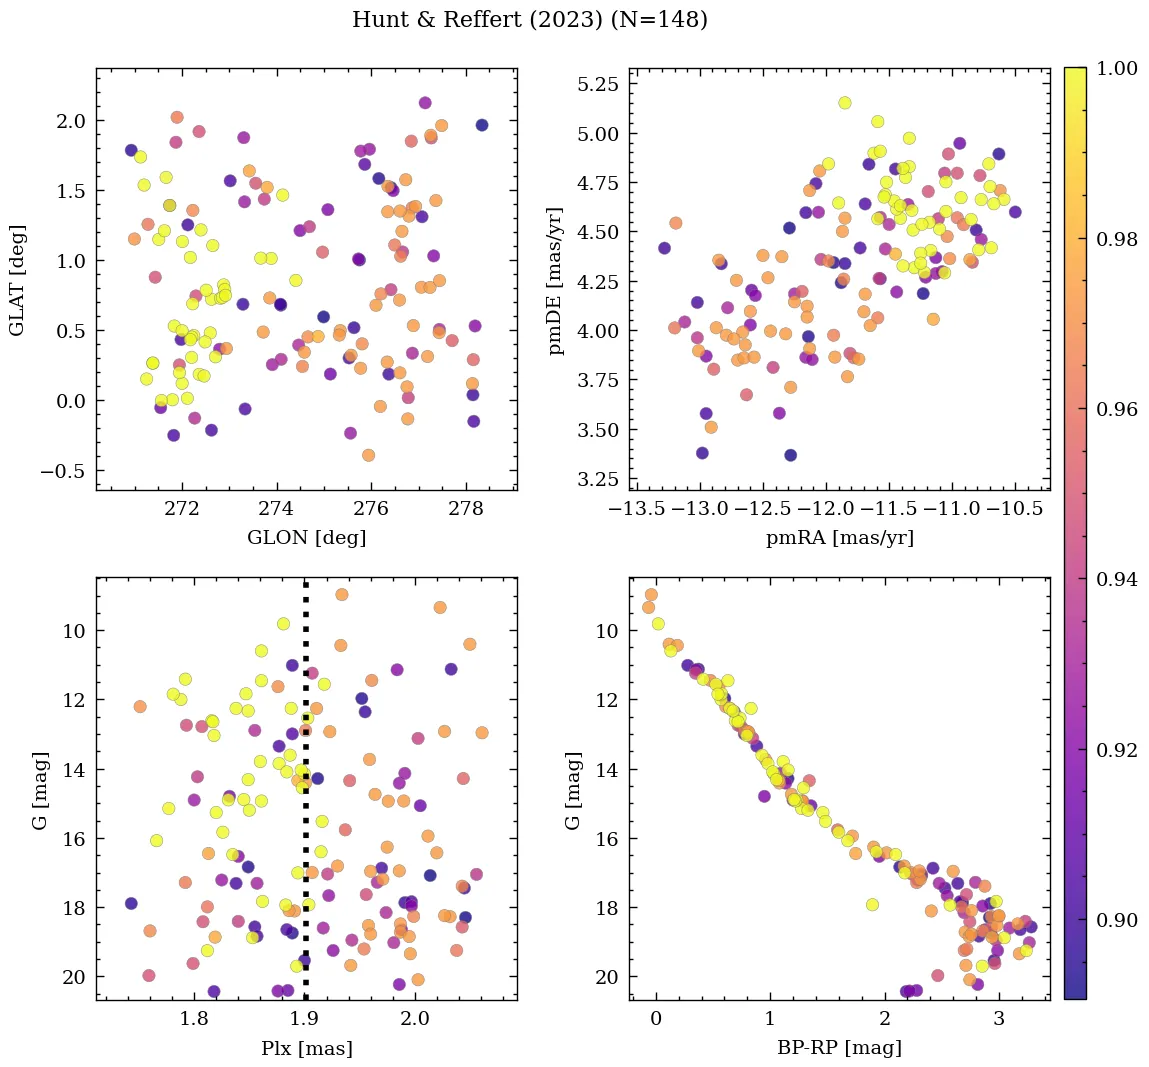 Hunt & Reffert (2023) (N=148)
GLAT [deg]
2.0
1.5
1.0
0.5
0.0
−0.5
272 274 276 278
GLON [deg]
pmDE [mas/yr]
5.25
5.00
4.75
4.50
4.25
4.00
3.75
3.50
3.25
−13.5 −13.0 −12.5 −12.0 −11.5 −11.0 −10.5
pmRA [mas/yr]
G [mag]
10
12
14
16
18
20
1.8 1.9 2.0
Plx [mas]
G [mag]
10
12
14
16
18
20
0 1 2 3
BP-RP [mag]
1.00
0.98
0.96
0.94
0.92
0.90